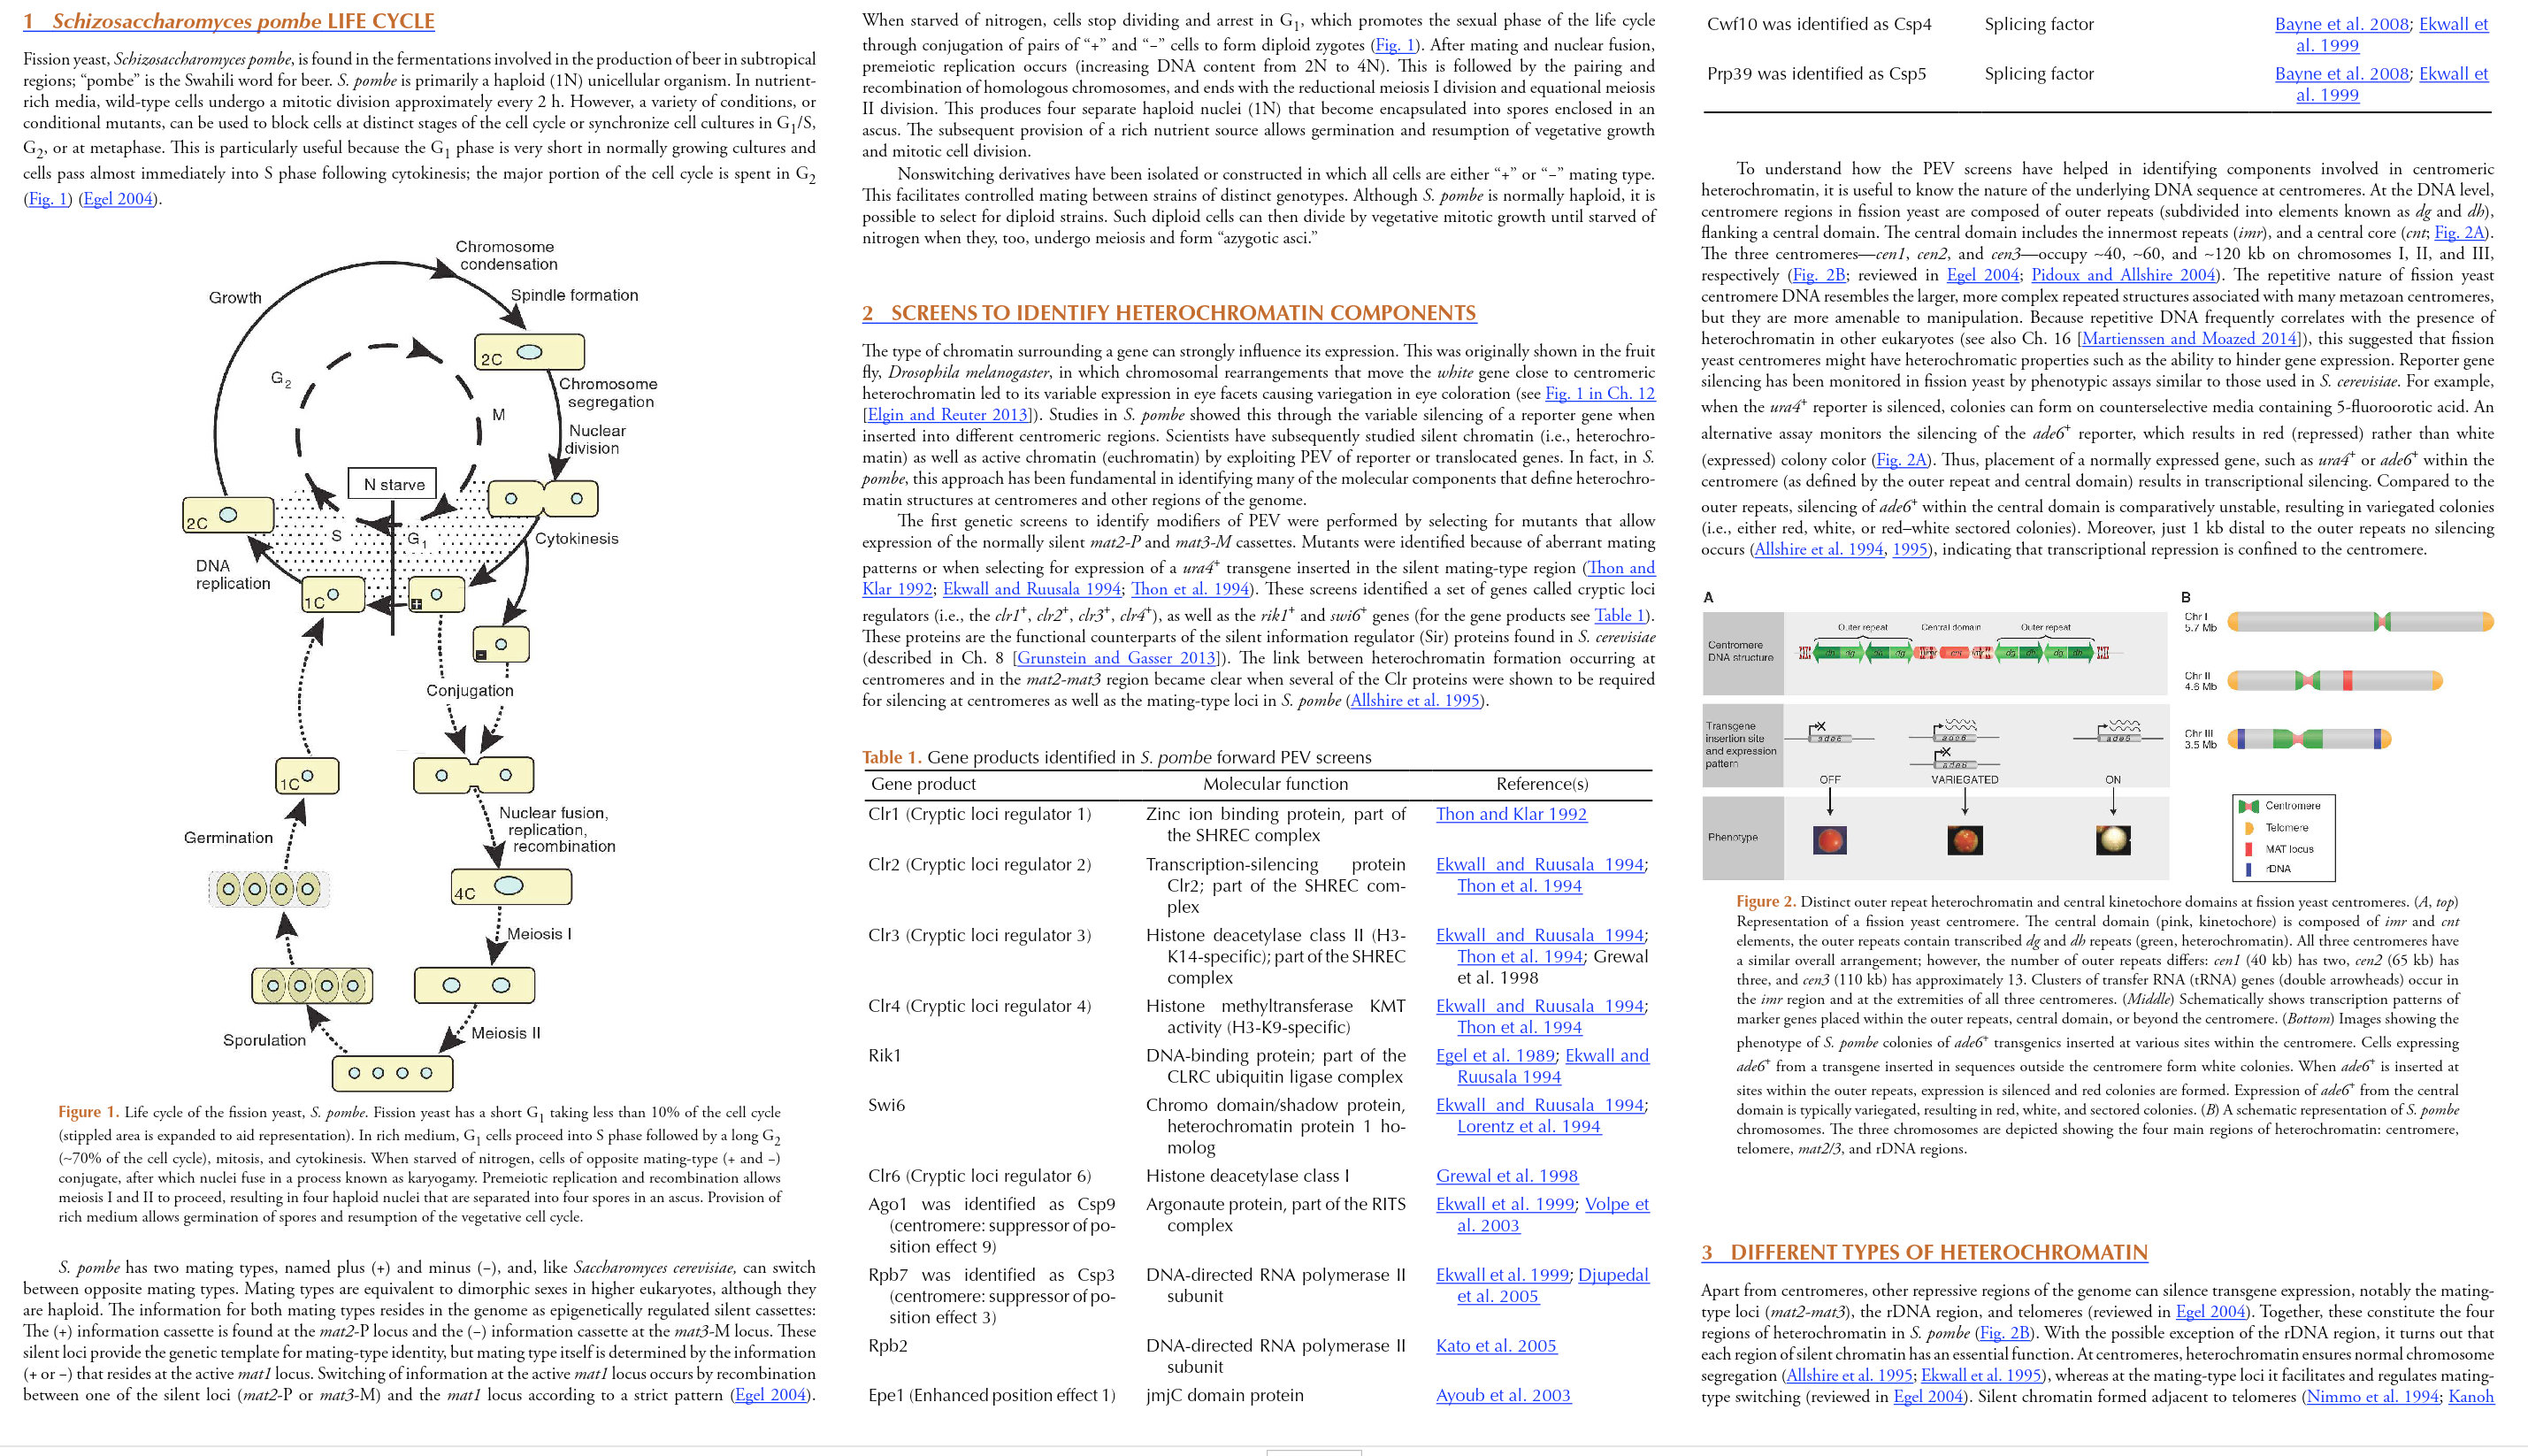 1 Schizosaccharomyces pombe LIFE CYCLE
Fission yeast, Schizosaccharomyces pombe, is found in the fermentations involved in the production of beer in subtropical
regions; “pombe” is the Swahili word for beer. S. pombe is primarily a haploid (1N) unicellular organism. In nutrient-
rich media, wild-type cells undergo a mitotic division approximately every 2 h. However, a variety of conditions, or
conditional mutants, can be used to block cells at distinct stages of the cell cycle or synchronize cell cultures in G1/S,
G2, or at metaphase. This is particularly useful because the G1 phase is very short in normally growing cultures and
cells pass almost immediately into S phase following cytokinesis; the major portion of the cell cycle is spent in G2
(Fig. 1) (Egel 2004).
Chromosome
condensation
Growth
Spindle formation
2C
G2
Chromosome
segregation
M
Nuclear
division
N starve
2C
S
G1
Cytokinesis
DNA
replication
1C
+
-
Conjugation
1C
Nuclear fusion,
replication,
recombination
Germination
4C
Meiosis I
Meiosis II
Sporulation
Figure 1. Life cycle of the fission yeast, S. pombe. Fission yeast has a short G1 taking less than 10% of the cell cycle
(stippled area is expanded to aid representation). In rich medium, G1 cells proceed into S phase followed by a long G2
(~70% of the cell cycle), mitosis, and cytokinesis. When starved of nitrogen, cells of opposite mating-type (+ and −)
conjugate, after which nuclei fuse in a process known as karyogamy. Premeiotic replication and recombination allows
meiosis I and II to proceed, resulting in four haploid nuclei that are separated into four spores in an ascus. Provision of
rich medium allows germination of spores and resumption of the vegetative cell cycle.
S. pombe has two mating types, named plus (+) and minus (−), and, like Saccharomyces cerevisiae, can switch
between opposite mating types. Mating types are equivalent to dimorphic sexes in higher eukaryotes, although they
are haploid. The information for both mating types resides in the genome as epigenetically regulated silent cassettes:
The (+) information cassette is found at the mat2-P locus and the (−) information cassette at the mat3-M locus. These
silent loci provide the genetic template for mating-type identity, but mating type itself is determined by the information
(+ or −) that resides at the active mat1 locus. Switching of information at the active mat1 locus occurs by recombination
between one of the silent loci (mat2-P or mat3-M) and the mat1 locus according to a strict pattern (Egel 2004).
When starved of nitrogen, cells stop dividing and arrest in G1, which promotes the sexual phase of the life cycle
through conjugation of pairs of “+” and “−” cells to form diploid zygotes (Fig. 1). After mating and nuclear fusion,
premeiotic replication occurs (increasing DNA content from 2N to 4N). This is followed by the pairing and
recombination of homologous chromosomes, and ends with the reductional meiosis I division and equational meiosis
II division. This produces four separate haploid nuclei (1N) that become encapsulated into spores enclosed in an
ascus. The subsequent provision of a rich nutrient source allows germination and resumption of vegetative growth
and mitotic cell division.
Nonswitching derivatives have been isolated or constructed in which all cells are either “+” or “−” mating type.
This facilitates controlled mating between strains of distinct genotypes. Although S. pombe is normally haploid, it is
possible to select for diploid strains. Such diploid cells can then divide by vegetative mitotic growth until starved of
nitrogen when they, too, undergo meiosis and form “azygotic asci.”
2 SCREENS TO IDENTIFY HETEROCHROMATIN COMPONENTS
The type of chromatin surrounding a gene can strongly influence its expression. This was originally shown in the fruit
fly, Drosophila melanogaster, in which chromosomal rearrangements that move the white gene close to centromeric
heterochromatin led to its variable expression in eye facets causing variegation in eye coloration (see Fig. 1 in Ch. 12
[Elgin and Reuter 2013]). Studies in S. pombe showed this through the variable silencing of a reporter gene when
inserted into different centromeric regions. Scientists have subsequently studied silent chromatin (i.e., heterochro-
matin) as well as active chromatin (euchromatin) by exploiting PEV of reporter or translocated genes. In fact, in S.
pombe, this approach has been fundamental in identifying many of the molecular components that define heterochro-
matin structures at centromeres and other regions of the genome.
The first genetic screens to identify modifiers of PEV were performed by selecting for mutants that allow
expression of the normally silent mat2-P and mat3-M cassettes. Mutants were identified because of aberrant mating
patterns or when selecting for expression of a ura4+ transgene inserted in the silent mating-type region (Thon and
Klar 1992; Ekwall and Ruusala 1994; Thon et al. 1994). These screens identified a set of genes called cryptic loci
regulators (i.e., the clr1+, clr2+, clr3+, clr4+), as well as the rik1+ and swi6+ genes (for the gene products see Table 1).
These proteins are the functional counterparts of the silent information regulator (Sir) proteins found in S. cerevisiae
(described in Ch. 8 [Grunstein and Gasser 2013]). The link between heterochromatin formation occurring at
centromeres and in the mat2-mat3 region became clear when several of the Clr proteins were shown to be required
for silencing at centromeres as well as the mating-type loci in S. pombe (Allshire et al. 1995).
Table 1. Gene products identified in S. pombe forward PEV screens
Gene product Molecular function Reference(s)
Clr1 (Cryptic loci regulator 1) Zinc ion binding protein, part of Thon and Klar 1992
the SHREC complex
Clr2 (Cryptic loci regulator 2) Transcription-silencing protein Ekwall and Ruusala 1994;
Clr2; part of the SHREC com- Thon et al. 1994
plex
Clr3 (Cryptic loci regulator 3) Histone deacetylase class II (H3- Ekwall and Ruusala 1994;
K14-specific); part of the SHREC Thon et al. 1994; Grewal
complex et al. 1998
Clr4 (Cryptic loci regulator 4) Histone methyltransferase KMT Ekwall and Ruusala 1994;
activity (H3-K9-specific) Thon et al. 1994
Rik1 DNA-binding protein; part of the Egel et al. 1989; Ekwall and
CLRC ubiquitin ligase complex Ruusala 1994
Swi6 Chromo domain/shadow protein, Ekwall and Ruusala 1994;
heterochromatin protein 1 ho- Lorentz et al. 1994
molog
Clr6 (Cryptic loci regulator 6) Histone deacetylase class I Grewal et al. 1998
Ago1 was identified as Csp9 Argonaute protein, part of the RITS Ekwall et al. 1999; Volpe et
(centromere: suppressor of po- complex al. 2003
sition effect 9)
Rpb7 was identified as Csp3 DNA-directed RNA polymerase II Ekwall et al. 1999; Djupedal
(centromere: suppressor of po- subunit et al. 2005
sition effect 3)
Rpb2 DNA-directed RNA polymerase II Kato et al. 2005
subunit
Epe1 (Enhanced position effect 1) jmjC domain protein Ayoub et al. 2003
Cwf10 was identified as Csp4 Splicing factor Bayne et al. 2008; Ekwall et
al. 1999
Prp39 was identified as Csp5 Splicing factor Bayne et al. 2008; Ekwall et
al. 1999
To understand how the PEV screens have helped in identifying components involved in centromeric
heterochromatin, it is useful to know the nature of the underlying DNA sequence at centromeres. At the DNA level,
centromere regions in fission yeast are composed of outer repeats (subdivided into elements known as dg and dh),
flanking a central domain. The central domain includes the innermost repeats (imr), and a central core (cnt; Fig. 2A).
The three centromeres—cen1, cen2, and cen3—occupy ~40, ~60, and ~120 kb on chromosomes I, II, and III,
respectively (Fig. 2B; reviewed in Egel 2004; Pidoux and Allshire 2004). The repetitive nature of fission yeast
centromere DNA resembles the larger, more complex repeated structures associated with many metazoan centromeres,
but they are more amenable to manipulation. Because repetitive DNA frequently correlates with the presence of
heterochromatin in other eukaryotes (see also Ch. 16 [Martienssen and Moazed 2014]), this suggested that fission
yeast centromeres might have heterochromatic properties such as the ability to hinder gene expression. Reporter gene
silencing has been monitored in fission yeast by phenotypic assays similar to those used in S. cerevisiae. For example,
when the ura4+ reporter is silenced, colonies can form on counterselective media containing 5-fluoroorotic acid. An
alternative assay monitors the silencing of the ade6+ reporter, which results in red (repressed) rather than white
(expressed) colony color (Fig. 2A). Thus, placement of a normally expressed gene, such as ura4+ or ade6+ within the
centromere (as defined by the outer repeat and central domain) results in transcriptional silencing. Compared to the
outer repeats, silencing of ade6+ within the central domain is comparatively unstable, resulting in variegated colonies
(i.e., either red, white, or red–white sectored colonies). Moreover, just 1 kb distal to the outer repeats no silencing
occurs (Allshire et al. 1994, 1995), indicating that transcriptional repression is confined to the centromere.
A
Centromere
DNA structure
Outer repeat Central domain Outer repeat
dg dg dh dg dh
Transgene
insertion site
and expression
pattern
ade6 ade6 ade6
ade6
OFF VARIEGATED ON
Phenotype
B
Chr I
5.7 Mb
Chr II
4.6 Mb
Chr III
3.5 Mb
Centromere
Telomere
MAT locus
rDNA
Figure 2. Distinct outer repeat heterochromatin and central kinetochore domains at fission yeast centromeres. (A, top)
Representation of a fission yeast centromere. The central domain (pink, kinetochore) is composed of imr and cnt
elements, the outer repeats contain transcribed dg and dh repeats (green, heterochromatin). All three centromeres have
a similar overall arrangement; however, the number of outer repeats differs: cen1 (40 kb) has two, cen2 (65 kb) has
three, and cen3 (110 kb) has approximately 13. Clusters of transfer RNA (tRNA) genes (double arrowheads) occur in
the imr region and at the extremities of all three centromeres. (Middle) Schematically shows transcription patterns of
marker genes placed within the outer repeats, central domain, or beyond the centromere. (Bottom) Images showing the
phenotype of S. pombe colonies of ade6+ transgenics inserted at various sites within the centromere. Cells expressing
ade6+ from a transgene inserted in sequences outside the centromere form white colonies. When ade6+ is inserted at
sites within the outer repeats, expression is silenced and red colonies are formed. Expression of ade6+ from the central
domain is typically variegated, resulting in red, white, and sectored colonies. (B) A schematic representation of S. pombe
chromosomes. The three chromosomes are depicted showing the four main regions of heterochromatin: centromere,
telomere, mat2/3, and rDNA regions.
3 DIFFERENT TYPES OF HETEROCHROMATIN
Apart from centromeres, other repressive regions of the genome can silence transgene expression, notably the mating-
type loci (mat2-mat3), the rDNA region, and telomeres (reviewed in Egel 2004). Together, these constitute the four
regions of heterochromatin in S. pombe (Fig. 2B). With the possible exception of the rDNA region, it turns out that
each region of silent chromatin has an essential function. At centromeres, heterochromatin ensures normal chromosome
segregation (Allshire et al. 1995; Ekwall et al. 1995), whereas at the mating-type loci it facilitates and regulates mating-
type switching (reviewed in Egel 2004). Silent chromatin formed adjacent to telomeres (Nimmo et al. 1994; Kanoh